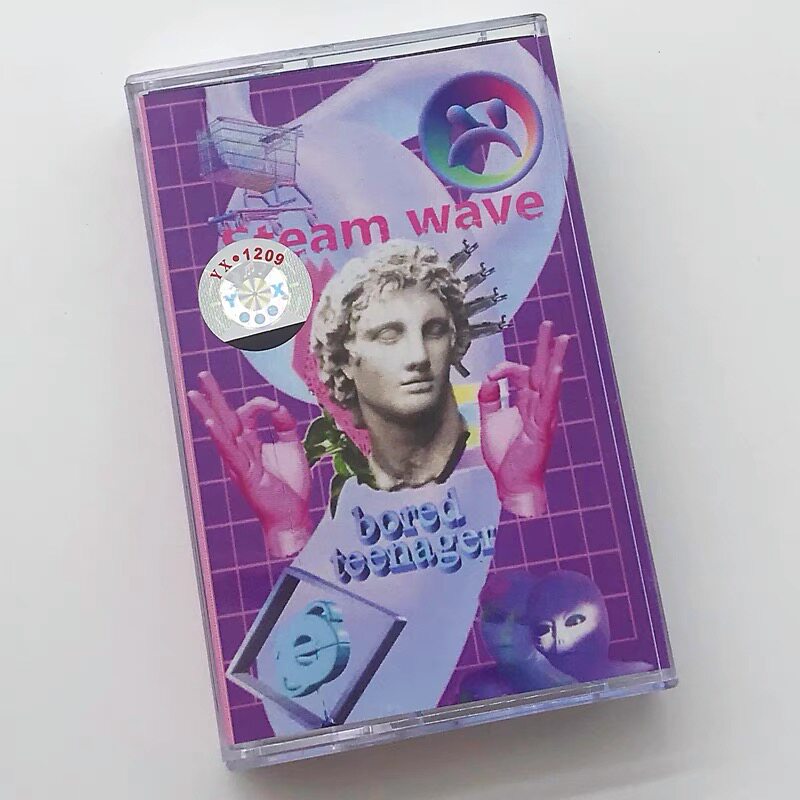 Steam wave
YX•1209
Y X
bored
teenager
e